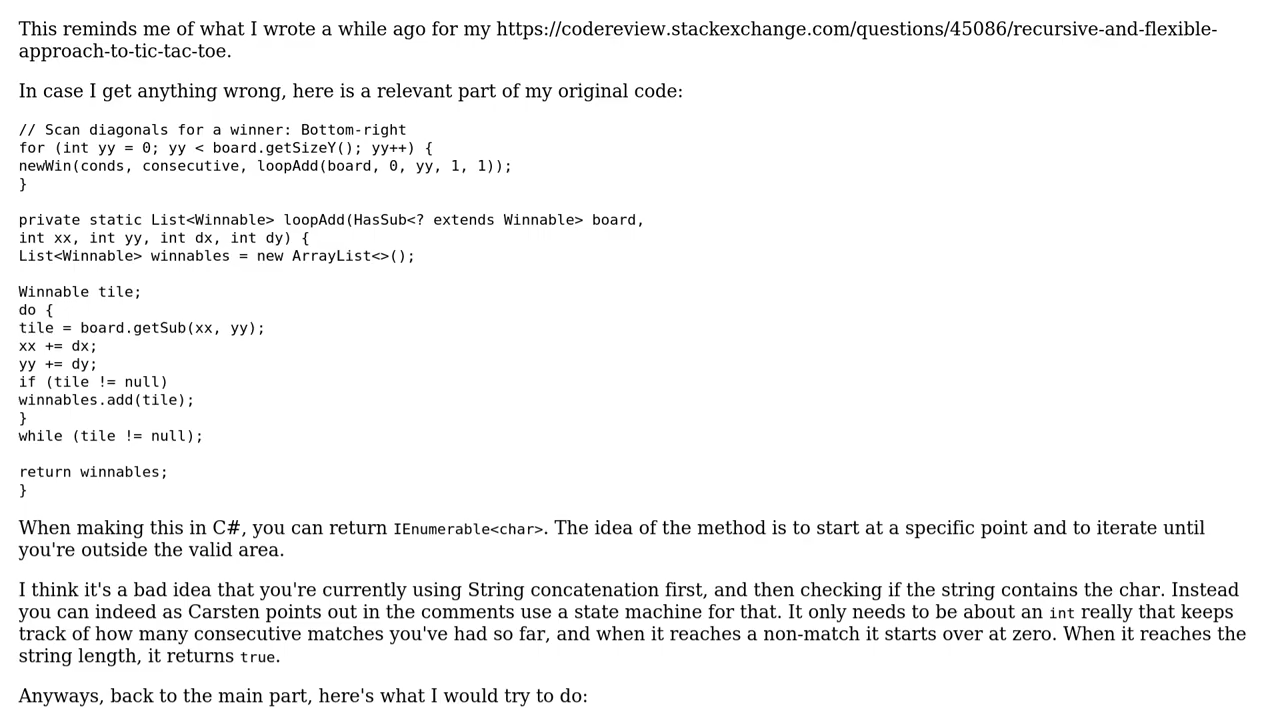 This reminds me of what I wrote a while ago for my https://codereview.stackexchange.com/questions/45086/recursive-and-flexible-
approach-to-tic-tac-toe.
In case I get anything wrong, here is a relevant part of my original code:
// Scan diagonals for a winner: Bottom-right
for (int yy = 0; yy < board.getSizeY(); yy++) {
newWin(conds, consecutive, loopAdd(board, 0, yy, 1, 1));
}
private static List<Winnable> loopAdd(HasSub<? extends Winnable> board,
int xx, int yy, int dx, int dy) {
List<Winnable> winnables = new ArrayList<>();
Winnable tile;
do {
tile = board.getSub(xx, yy);
xx += dx;
yy += dy;
if (tile != null)
winnables.add(tile);
}
while (tile != null);
return winnables;
}
When making this in C#, you can return IEnumerable<char>. The idea of the method is to start at a specific point and to iterate until
you're outside the valid area.
I think it's a bad idea that you're currently using String concatenation first, and then checking if the string contains the char. Instead
you can indeed as Carsten points out in the comments use a state machine for that. It only needs to be about an int really that keeps
track of how many consecutive matches you've had so far, and when it reaches a non-match it starts over at zero. When it reaches the
string length, it returns true.
Anyways, back to the main part, here's what I would try to do: